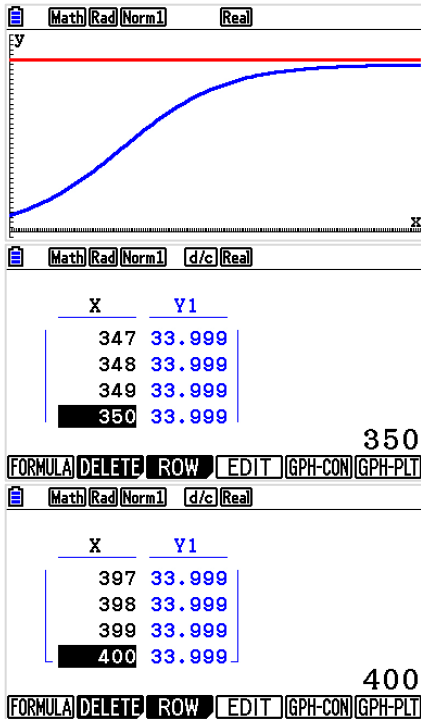 Math Rad Norm1 Real
y
x
Math Rad Norm1 d/c Real
X Y1
347 33.999
348 33.999
349 33.999
350 33.999
350
FORMULA DELETE ROW EDIT GPH-CON GPH-PLT
Math Rad Norm1 d/c Real
X Y1
397 33.999
398 33.999
399 33.999
400 33.999
400
FORMULA DELETE ROW EDIT GPH-CON GPH-PLT